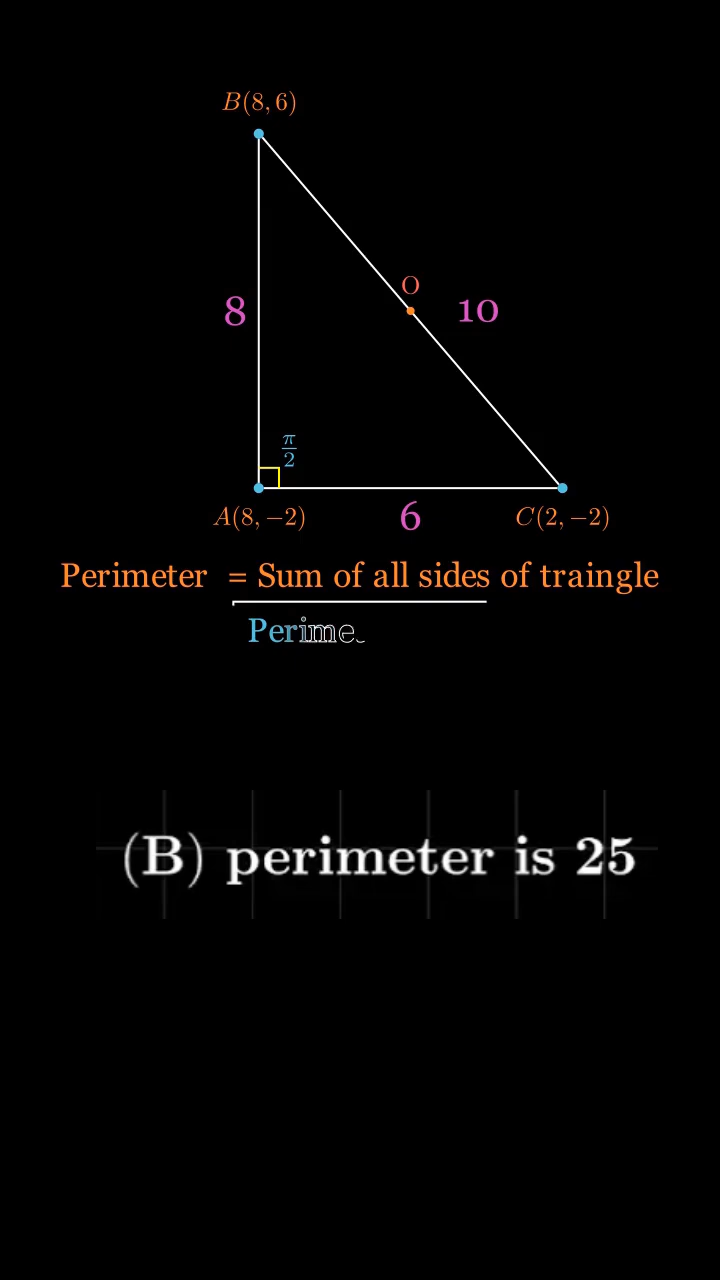 B(8, 6)
O
8
10
π/2
A(8, −2)
6
C(2, −2)
Perimeter = Sum of all sides of traingle
Perime
(B) perimeter is 25